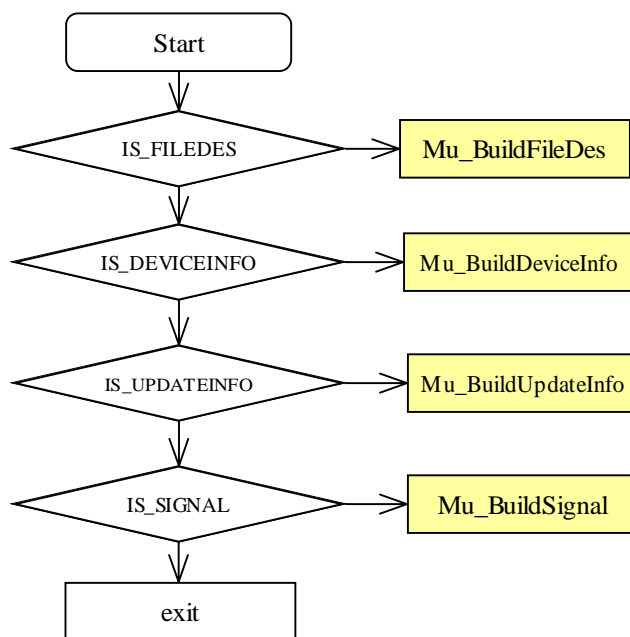 Start
IS_FILEDES
Mu_BuildFileDes
IS_DEVICEINFO
Mu_BuildDeviceInfo
IS_UPDATEINFO
Mu_BuildUpdateInfo
IS_SIGNAL
Mu_BuildSignal
exit